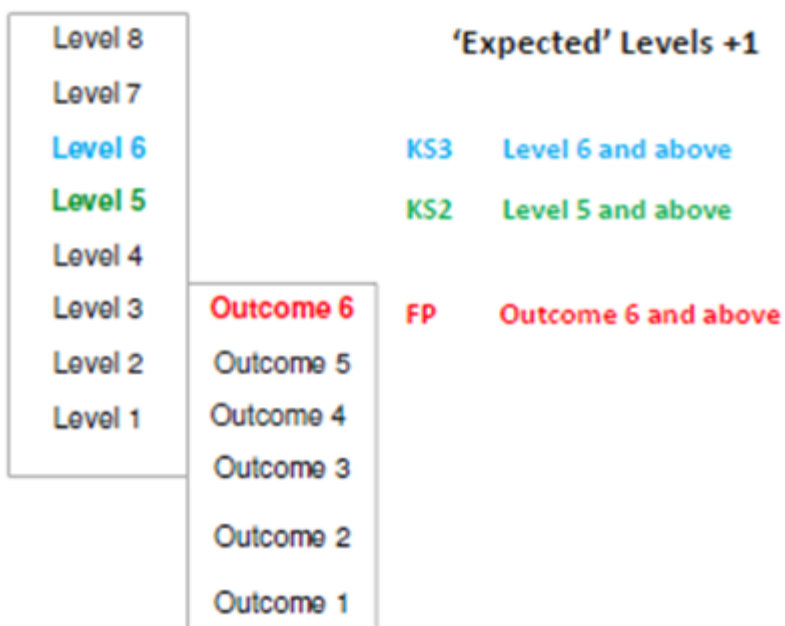 Level 8
'Expected' Levels +1
Level 7
Level 6
KS3 Level 6 and above
Level 5
KS2 Level 5 and above
Level 4
Level 3
Outcome 6
FP Outcome 6 and above
Level 2
Outcome 5
Level 1
Outcome 4
Outcome 3
Outcome 2
Outcome 1